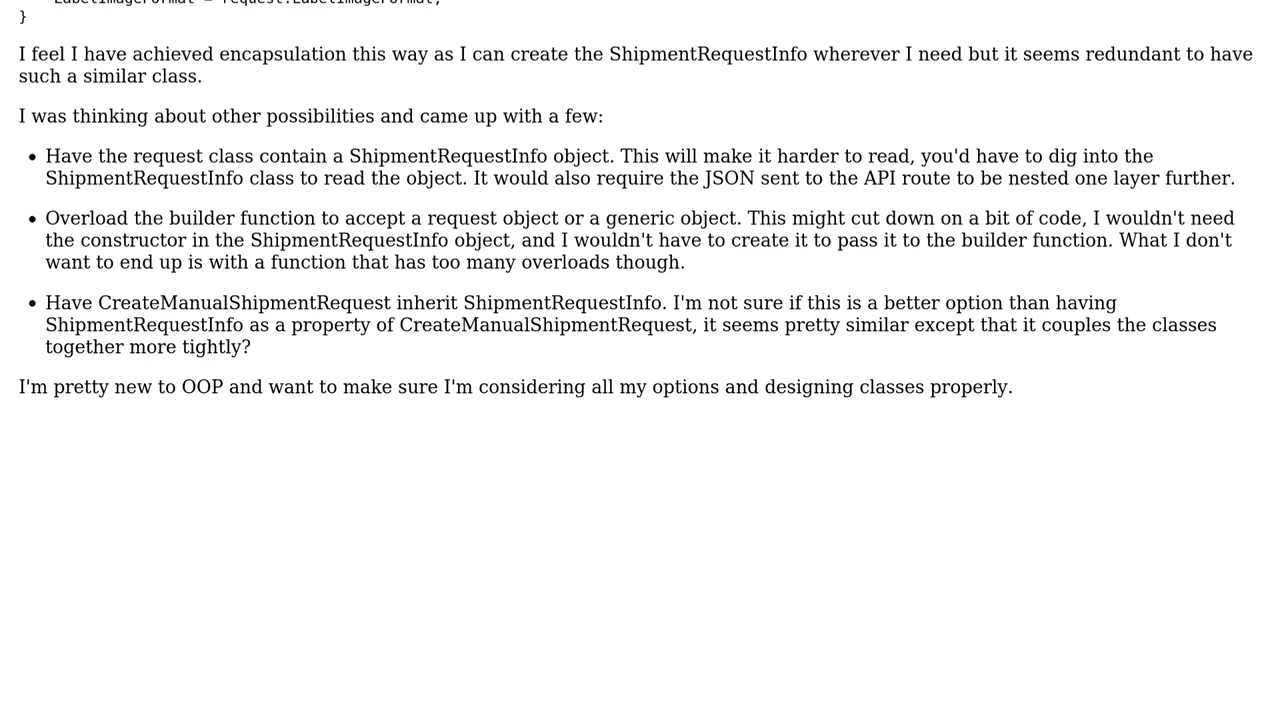 LabelImageFormat = request.LabelImageFormat;
}
I feel I have achieved encapsulation this way as I can create the ShipmentRequestInfo wherever I need but it seems redundant to have
such a similar class.
I was thinking about other possibilities and came up with a few:
• Have the request class contain a ShipmentRequestInfo object. This will make it harder to read, you'd have to dig into the
ShipmentRequestInfo class to read the object. It would also require the JSON sent to the API route to be nested one layer further.
• Overload the builder function to accept a request object or a generic object. This might cut down on a bit of code, I wouldn't need
the constructor in the ShipmentRequestInfo object, and I wouldn't have to create it to pass it to the builder function. What I don't
want to end up is with a function that has too many overloads though.
• Have CreateManualShipmentRequest inherit ShipmentRequestInfo. I'm not sure if this is a better option than having
ShipmentRequestInfo as a property of CreateManualShipmentRequest, it seems pretty similar except that it couples the classes
together more tightly?
I'm pretty new to OOP and want to make sure I'm considering all my options and designing classes properly.